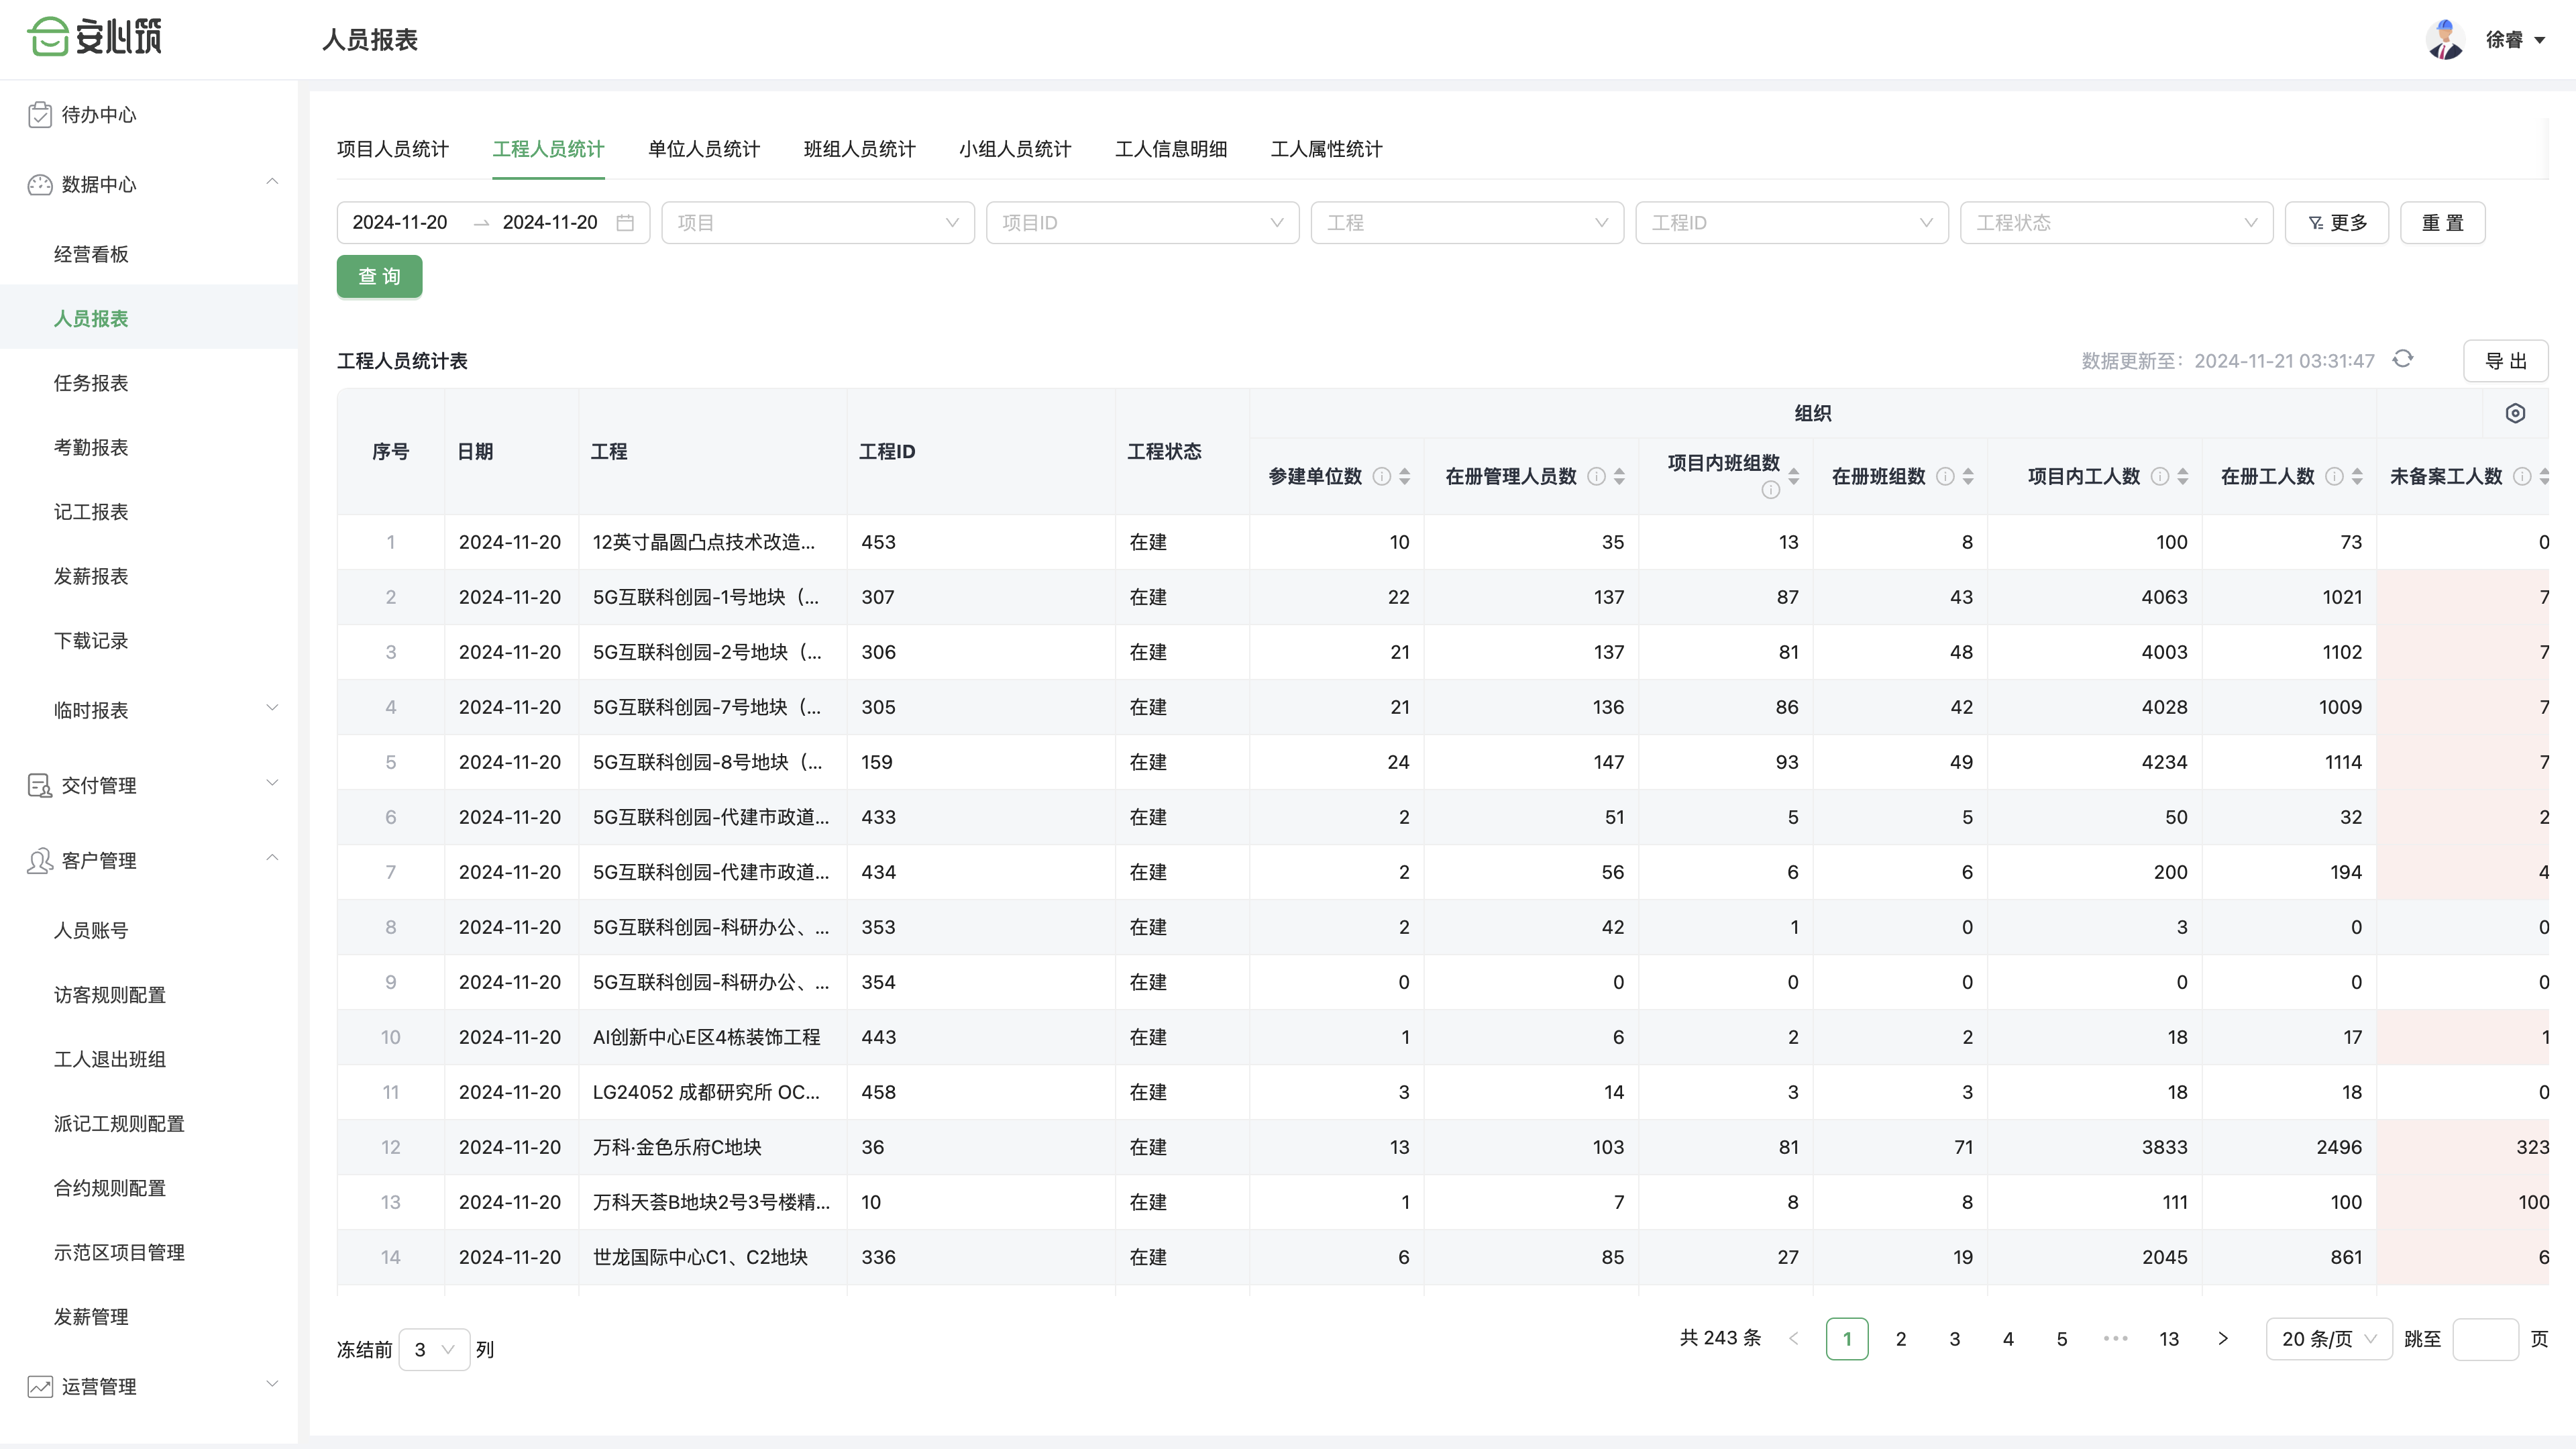 安心筑
人员报表
徐睿
待办中心
数据中心
经营看板
人员报表
任务报表
考勤报表
记工报表
发薪报表
下载记录
临时报表
交付管理
客户管理
人员账号
访客规则配置
工人退出班组
派记工规则配置
合约规则配置
示范区项目管理
发薪管理
运营管理
项目人员统计 工程人员统计 单位人员统计 班组人员统计 小组人员统计 工人信息明细 工人属性统计
2024-11-20 → 2024-11-20 项目 项目ID 工程 工程ID 工程状态 更多 重 置
查 询
工程人员统计表 数据更新至：2024-11-21 03:31:47 导 出
组织
序号 日期 工程 工程ID 工程状态 参建单位数 在册管理人员数 项目内班组数 在册班组数 项目内工人数 在册工人数 未备案工人数
1 2024-11-20 12英寸晶圆凸点技术改造... 453 在建 10 35 13 8 100 73 0
2 2024-11-20 5G互联科创园-1号地块（... 307 在建 22 137 87 43 4063 1021 7
3 2024-11-20 5G互联科创园-2号地块（... 306 在建 21 137 81 48 4003 1102 7
4 2024-11-20 5G互联科创园-7号地块（... 305 在建 21 136 86 42 4028 1009 7
5 2024-11-20 5G互联科创园-8号地块（... 159 在建 24 147 93 49 4234 1114 7
6 2024-11-20 5G互联科创园-代建市政道... 433 在建 2 51 5 5 50 32 2
7 2024-11-20 5G互联科创园-代建市政道... 434 在建 2 56 6 6 200 194 4
8 2024-11-20 5G互联科创园-科研办公、... 353 在建 2 42 1 0 3 0 0
9 2024-11-20 5G互联科创园-科研办公、... 354 在建 0 0 0 0 0 0 0
10 2024-11-20 AI创新中心E区4栋装饰工程 443 在建 1 6 2 2 18 17 1
11 2024-11-20 LG24052 成都研究所 OC... 458 在建 3 14 3 3 18 18 0
12 2024-11-20 万科·金色乐府C地块 36 在建 13 103 81 71 3833 2496 323
13 2024-11-20 万科天荟B地块2号3号楼精... 10 在建 1 7 8 8 111 100 100
14 2024-11-20 世龙国际中心C1、C2地块 336 在建 6 85 27 19 2045 861 6
冻结前 3 列 共 243 条 < 1 2 3 4 5 ••• 13 > 20 条/页 跳至 页